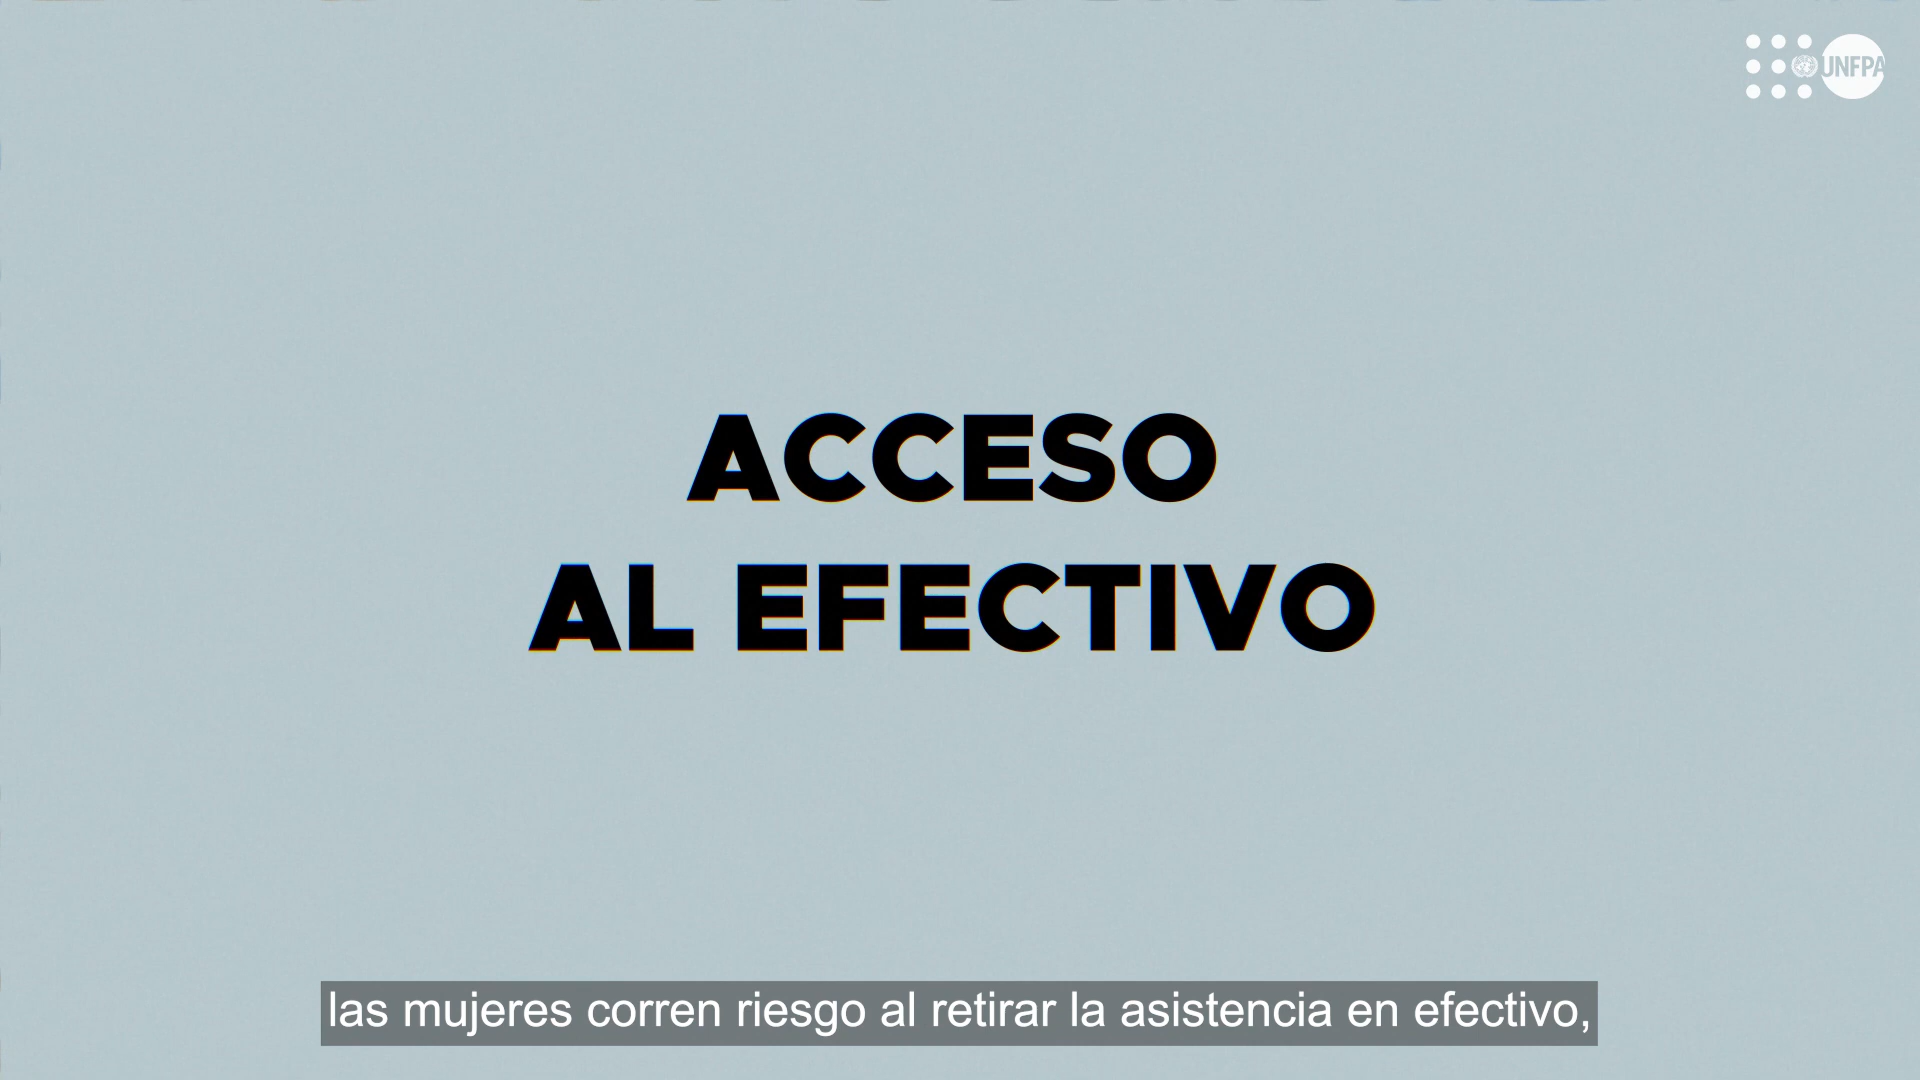 UNFPA
ACCESO
AL EFECTIVO
las mujeres corren riesgo al retirar la asistencia en efectivo,